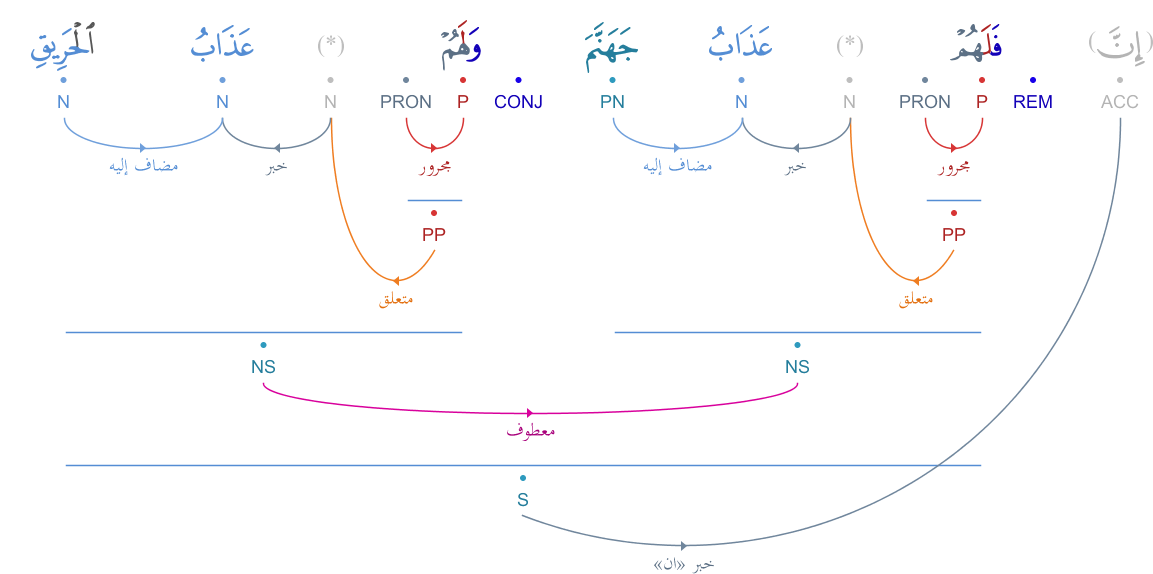 (إِنَّ) فَلَهُمْ (*) عَذَابُ جَهَنَّمَ وَلَهُمْ (*) عَذَابُ ٱلْحَرِيقِ
N N N PRON P CONJ PN N N PRON P REM ACC
مضاف إليه خبر مجرور مضاف إليه خبر مجرور
PP PP
متعلق متعلق
NS NS
معطوف
S
خبر «ان»